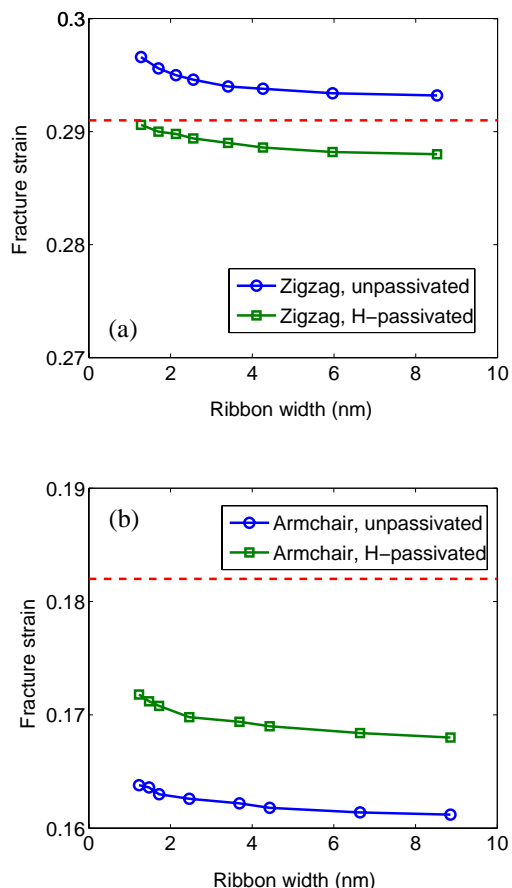 0.3
0.29
0.28
0.27
Fracture strain
Zigzag, unpassivated
Zigzag, H−passivated
(a)
0 2 4 6 8 10
Ribbon width (nm)
0.19
0.18
0.17
0.16
Fracture strain
(b)
Armchair, unpassivated
Armchair, H−passivated
0 2 4 6 8 10
Ribbon width (nm)